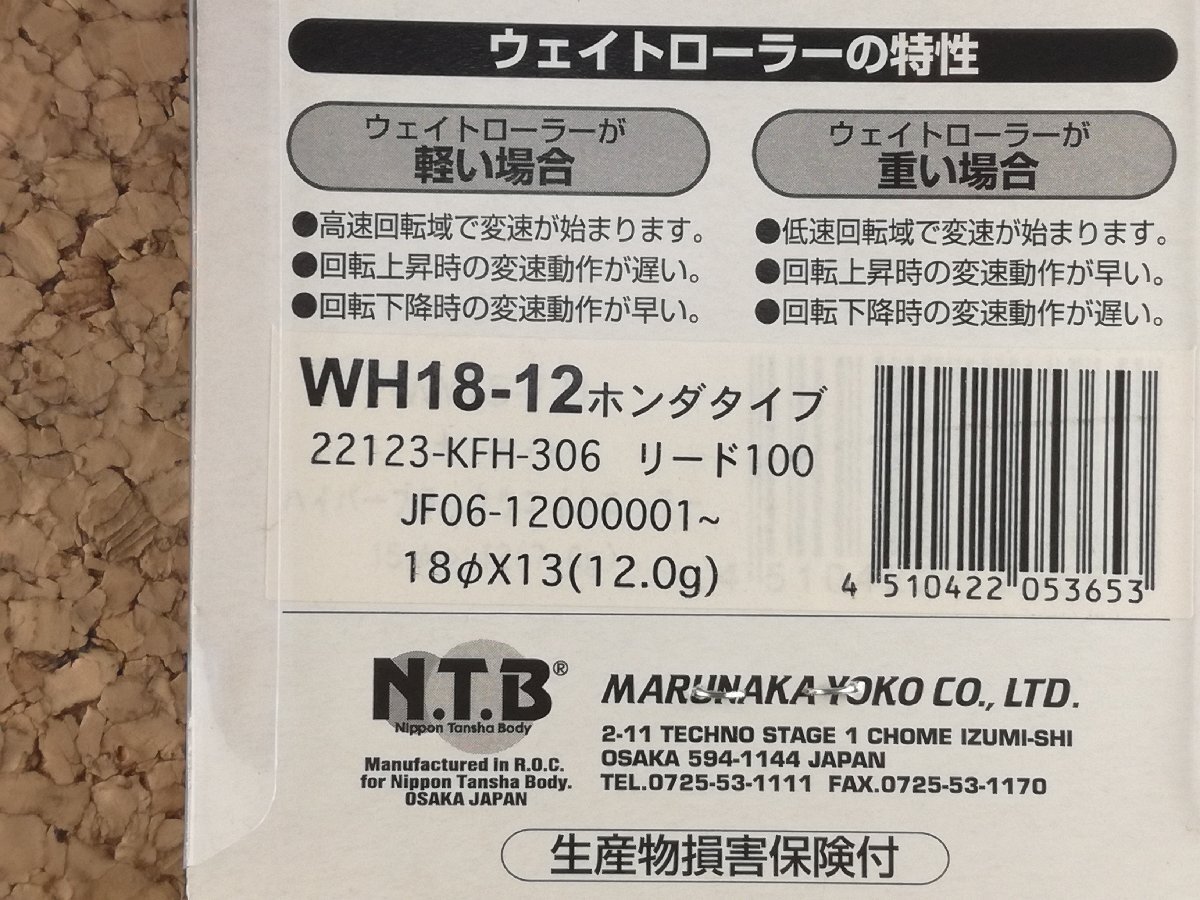 ウェイトローラーの特性
ウェイトローラーが
軽い場合
●高速回転域で変速が始まります。
●回転上昇時の変速動作が遅い。
●回転下降時の変速動作が早い。
ウェイトローラーが
重い場合
●低速回転域で変速が始まります。
●回転上昇時の変速動作が早い。
●回転下降時の変速動作が遅い。
WH18-12ホンダタイプ
22123-KFH-306 リード100
JF06-12000001~
18φX13(12.0g)
4 510422 053653
N.T.B®
Nippon Tansha Body
Manufactured in R.O.C.
for Nippon Tansha Body.
OSAKA JAPAN
MARUNAKA YOKO CO., LTD.
2-11 TECHNO STAGE 1 CHOME IZUMI-SHI
OSAKA 594-1144 JAPAN
TEL.0725-53-1111 FAX.0725-53-1170
生産物損害保険付